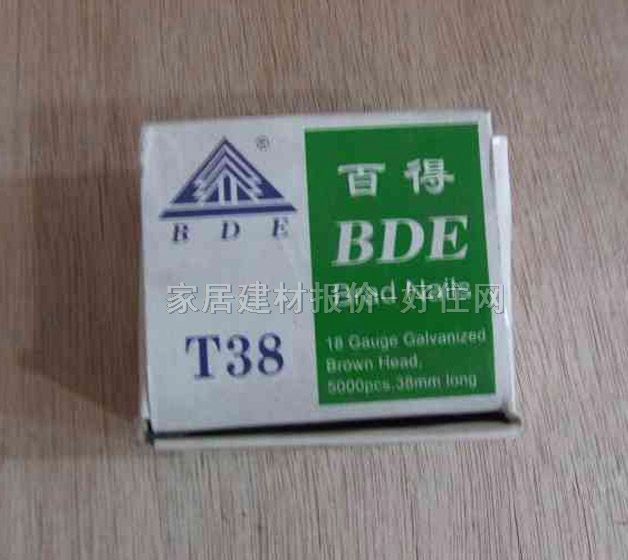 ®
B D E
T38
百得
BDE
Brad Nails
18 Gauge Galvanized
Brown Head,
5000pcs.38mm long
家居建材报价-好住网